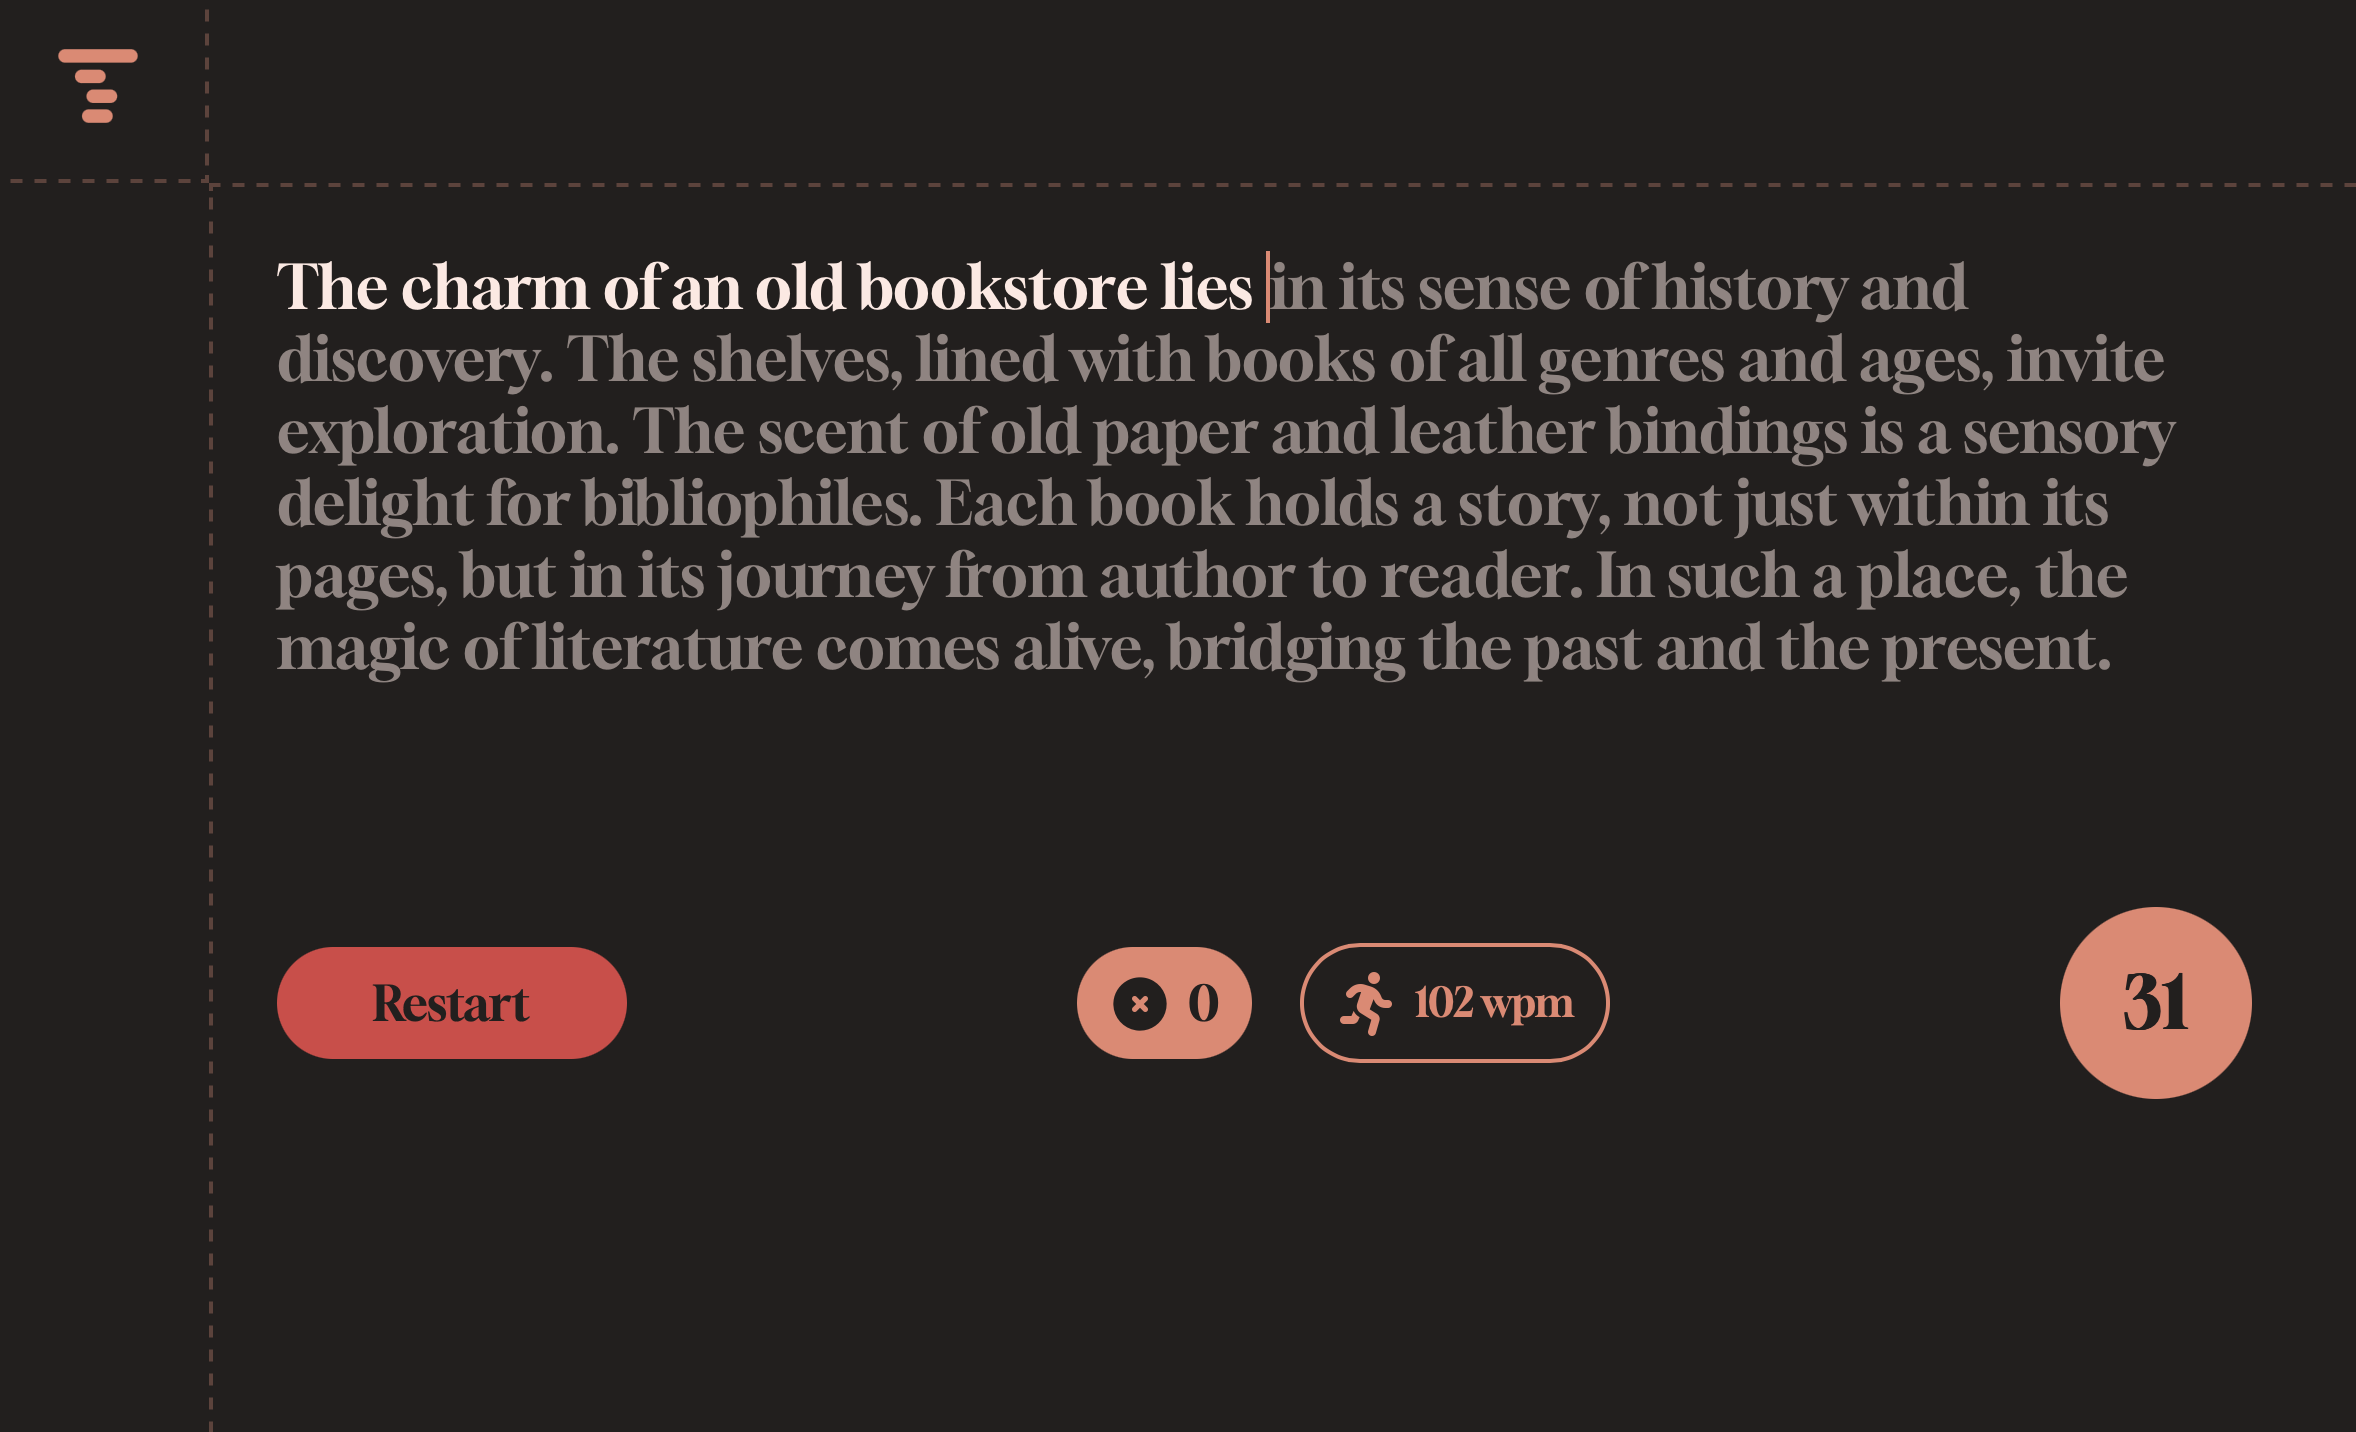 The charm of an old bookstore lies in its sense of history and
discovery. The shelves, lined with books of all genres and ages, invite
exploration. The scent of old paper and leather bindings is a sensory
delight for bibliophiles. Each book holds a story, not just within its
pages, but in its journey from author to reader. In such a place, the
magic of literature comes alive, bridging the past and the present.
Restart
0
102 wpm
31